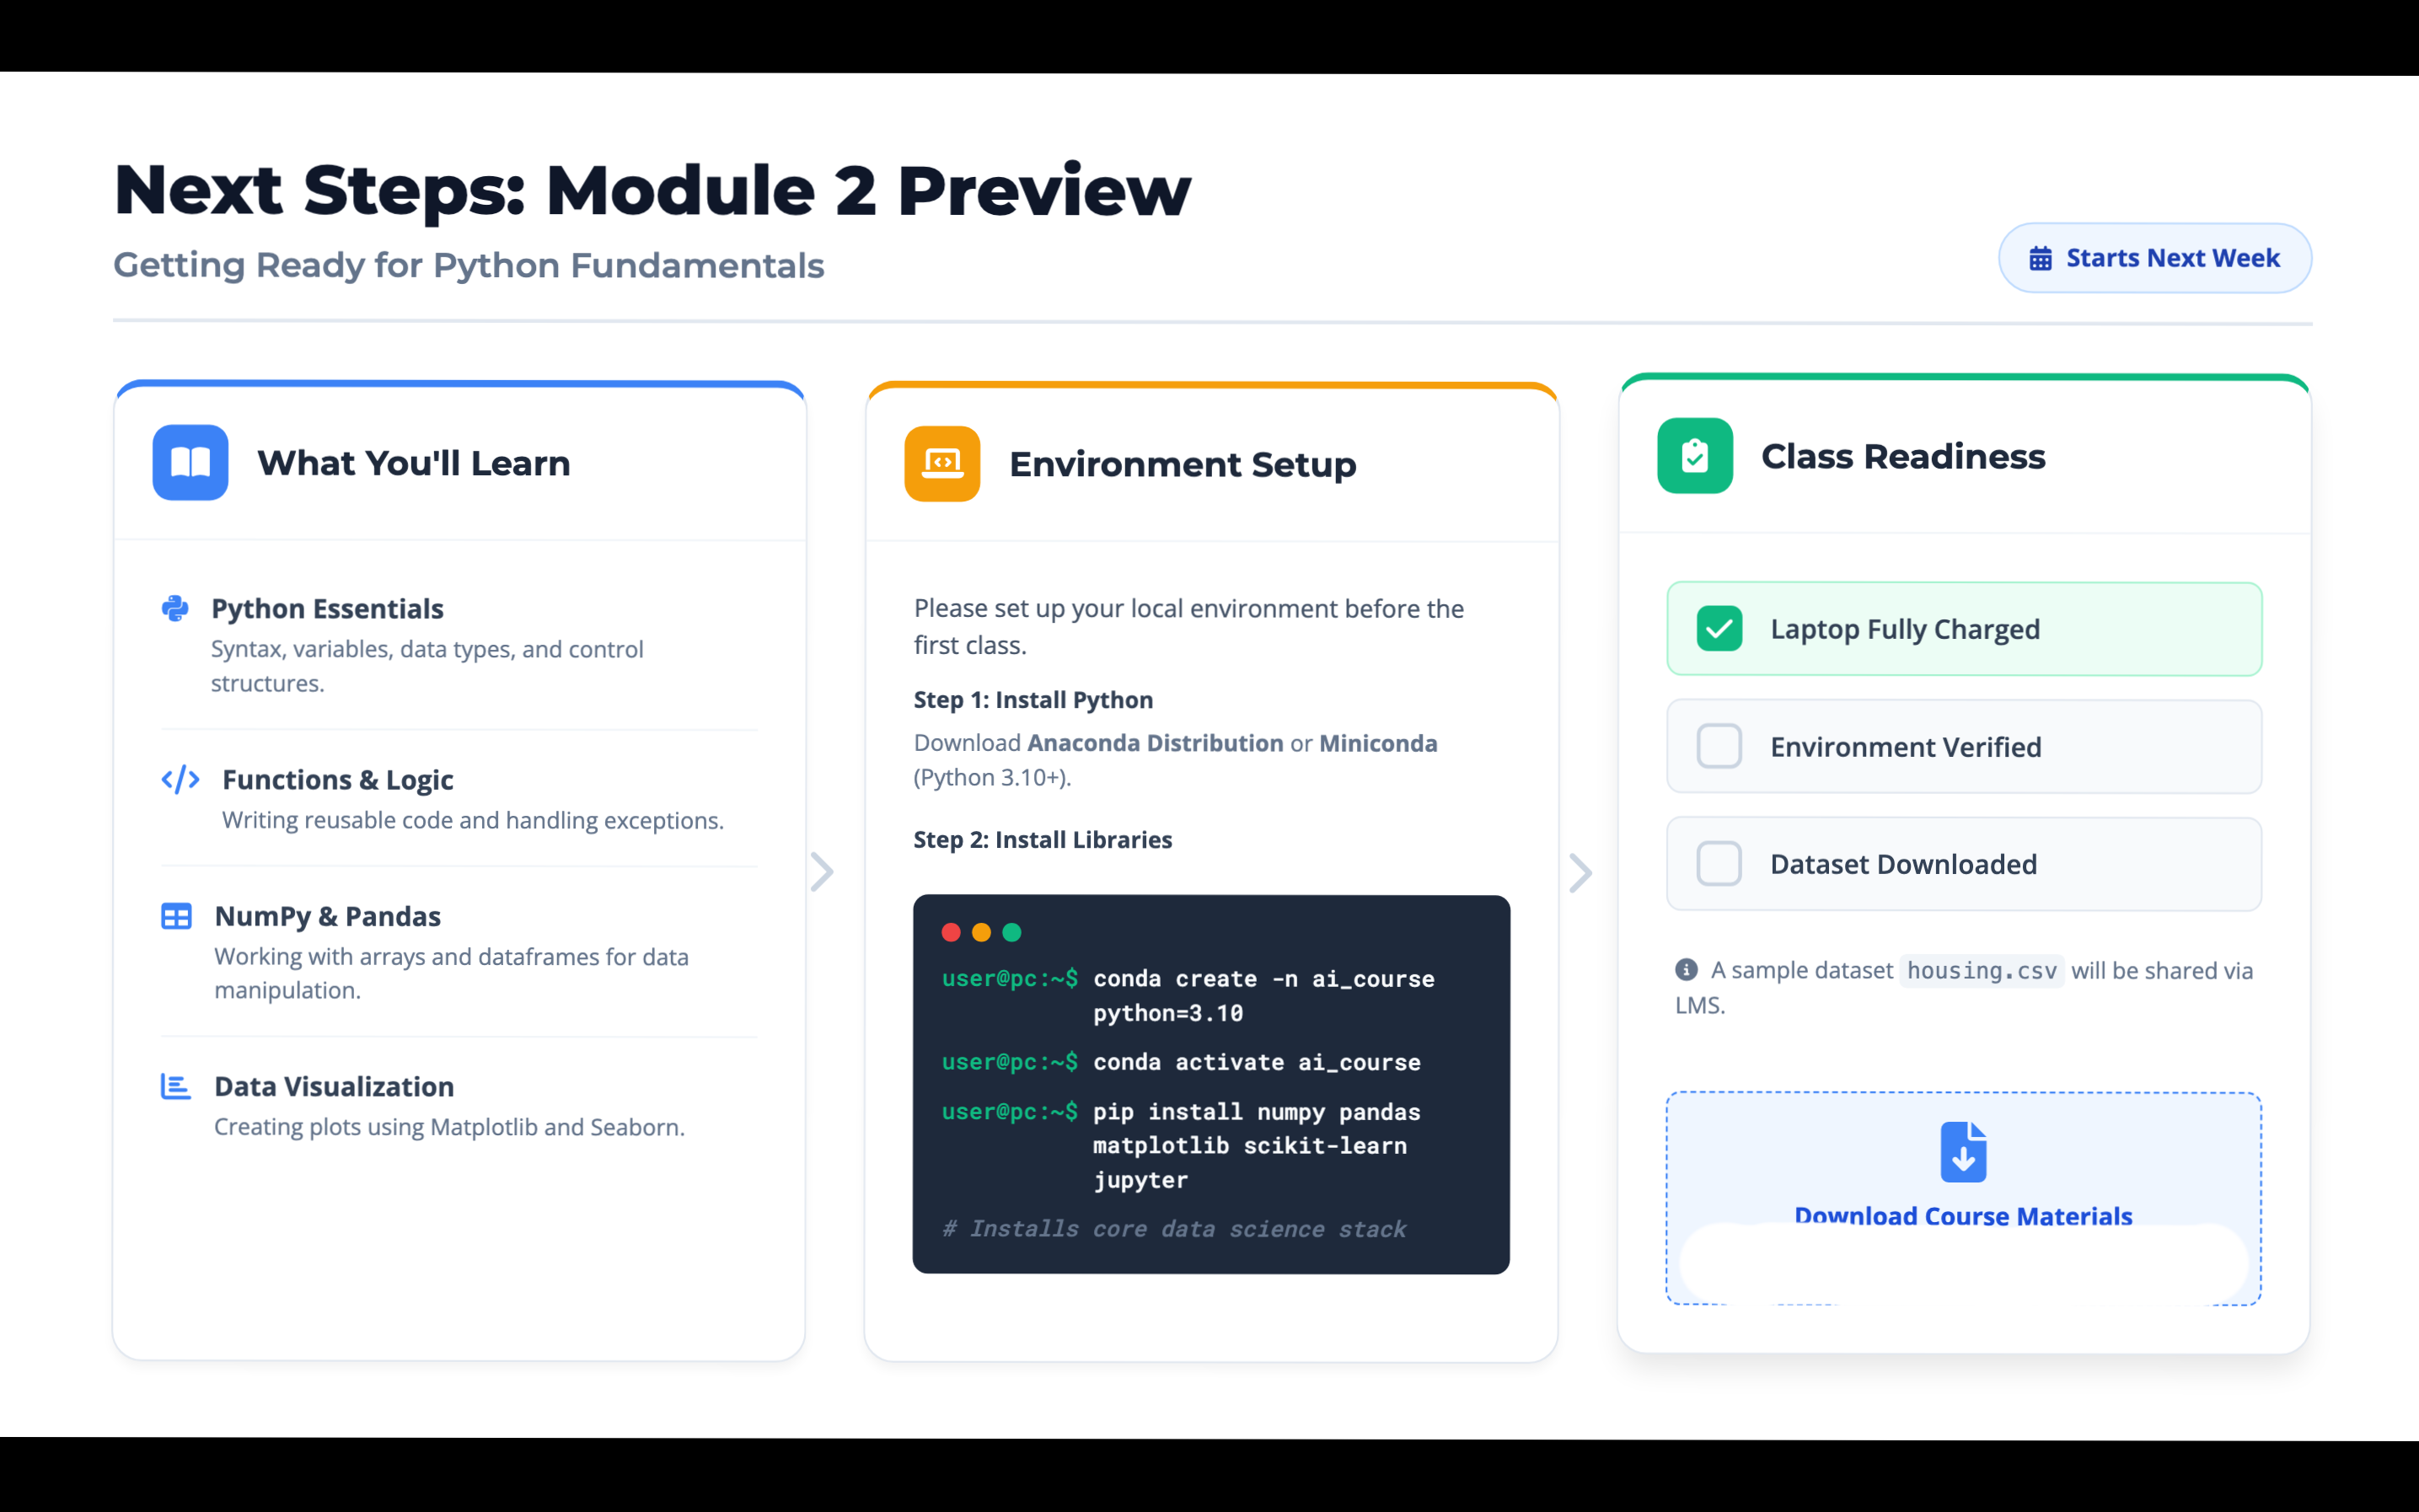 Next Steps: Module 2 Preview
Getting Ready for Python Fundamentals
Starts Next Week
What You'll Learn
Python Essentials
Syntax, variables, data types, and control
structures.
Functions & Logic
Writing reusable code and handling exceptions.
NumPy & Pandas
Working with arrays and dataframes for data
manipulation.
Data Visualization
Creating plots using Matplotlib and Seaborn.
Environment Setup
Please set up your local environment before the
first class.
Step 1: Install Python
Download Anaconda Distribution or Miniconda
(Python 3.10+).
Step 2: Install Libraries
user@pc:~$ conda create -n ai_course
python=3.10
user@pc:~$ conda activate ai_course
user@pc:~$ pip install numpy pandas
matplotlib scikit-learn
jupyter
# Installs core data science stack
Class Readiness
Laptop Fully Charged
Environment Verified
Dataset Downloaded
A sample dataset housing.csv will be shared via
LMS.
Download Course Materials